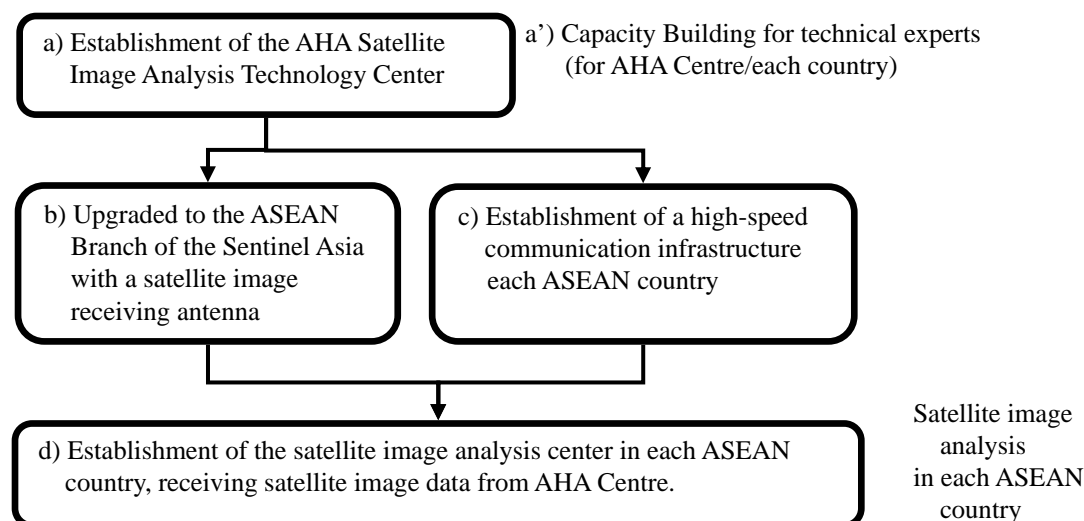 a) Establishment of the AHA Satellite
Image Analysis Technology Center
a’) Capacity Building for technical experts
(for AHA Centre/each country)
b) Upgraded to the ASEAN
Branch of the Sentinel Asia
with a satellite image
receiving antenna
c) Establishment of a high-speed
communication infrastructure
each ASEAN country
d) Establishment of the satellite image analysis center in each ASEAN
country, receiving satellite image data from AHA Centre.
Satellite image
analysis
in each ASEAN
country